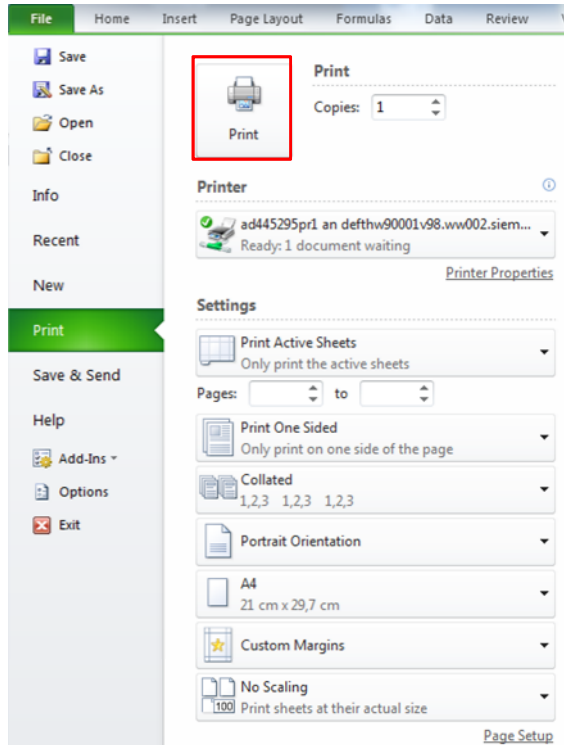 File Home Insert Page Layout Formulas Data Review
Save
Save As
Open
Close
Info
Recent
New
Print
Save & Send
Help
Add-Ins
Options
Exit
Print
Print
Copies: 1
Printer
ad445295pr1 an defthw90001v98.ww002.siem...
Ready: 1 document waiting
Printer Properties
Settings
Print Active Sheets
Only print the active sheets
Pages: to
Print One Sided
Only print on one side of the page
Collated
1,2,3 1,2,3 1,2,3
Portrait Orientation
A4
21 cm x 29,7 cm
Custom Margins
No Scaling
100 Print sheets at their actual size
Page Setup